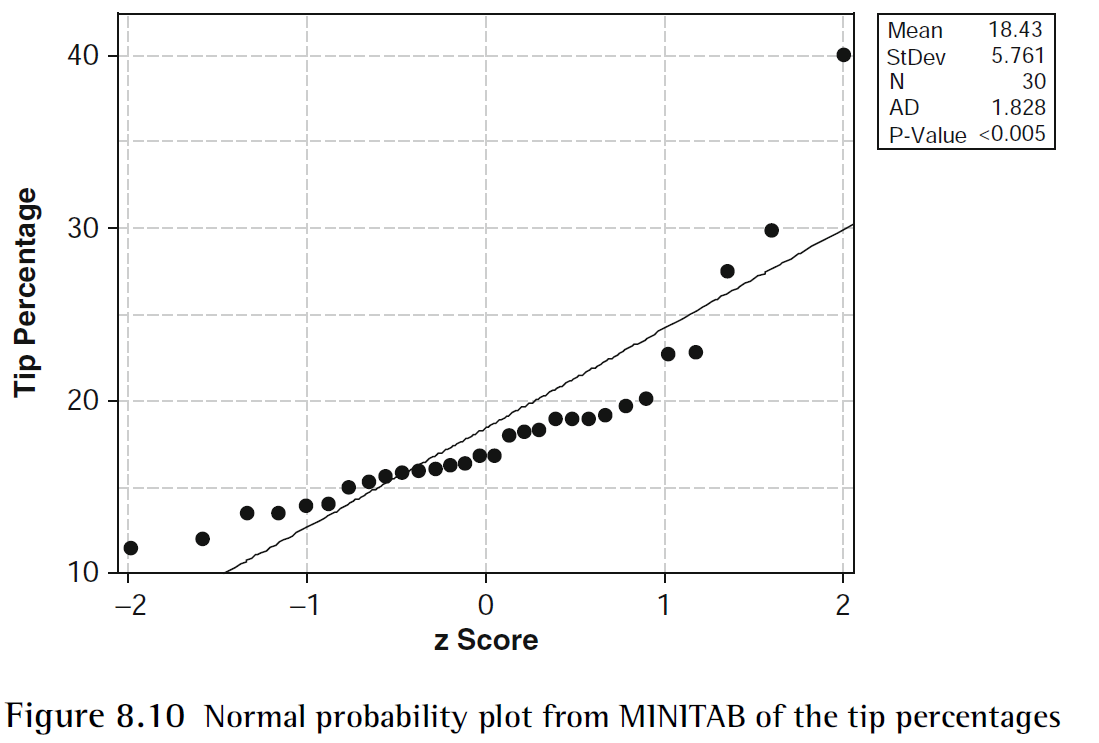 Mean 18.43
StDev 5.761
N 30
AD 1.828
P-Value <0.005
40
30
20
10
Tip Percentage
−2 −1 0 1 2
z Score
Figure 8.10 Normal probability plot from MINITAB of the tip percentages